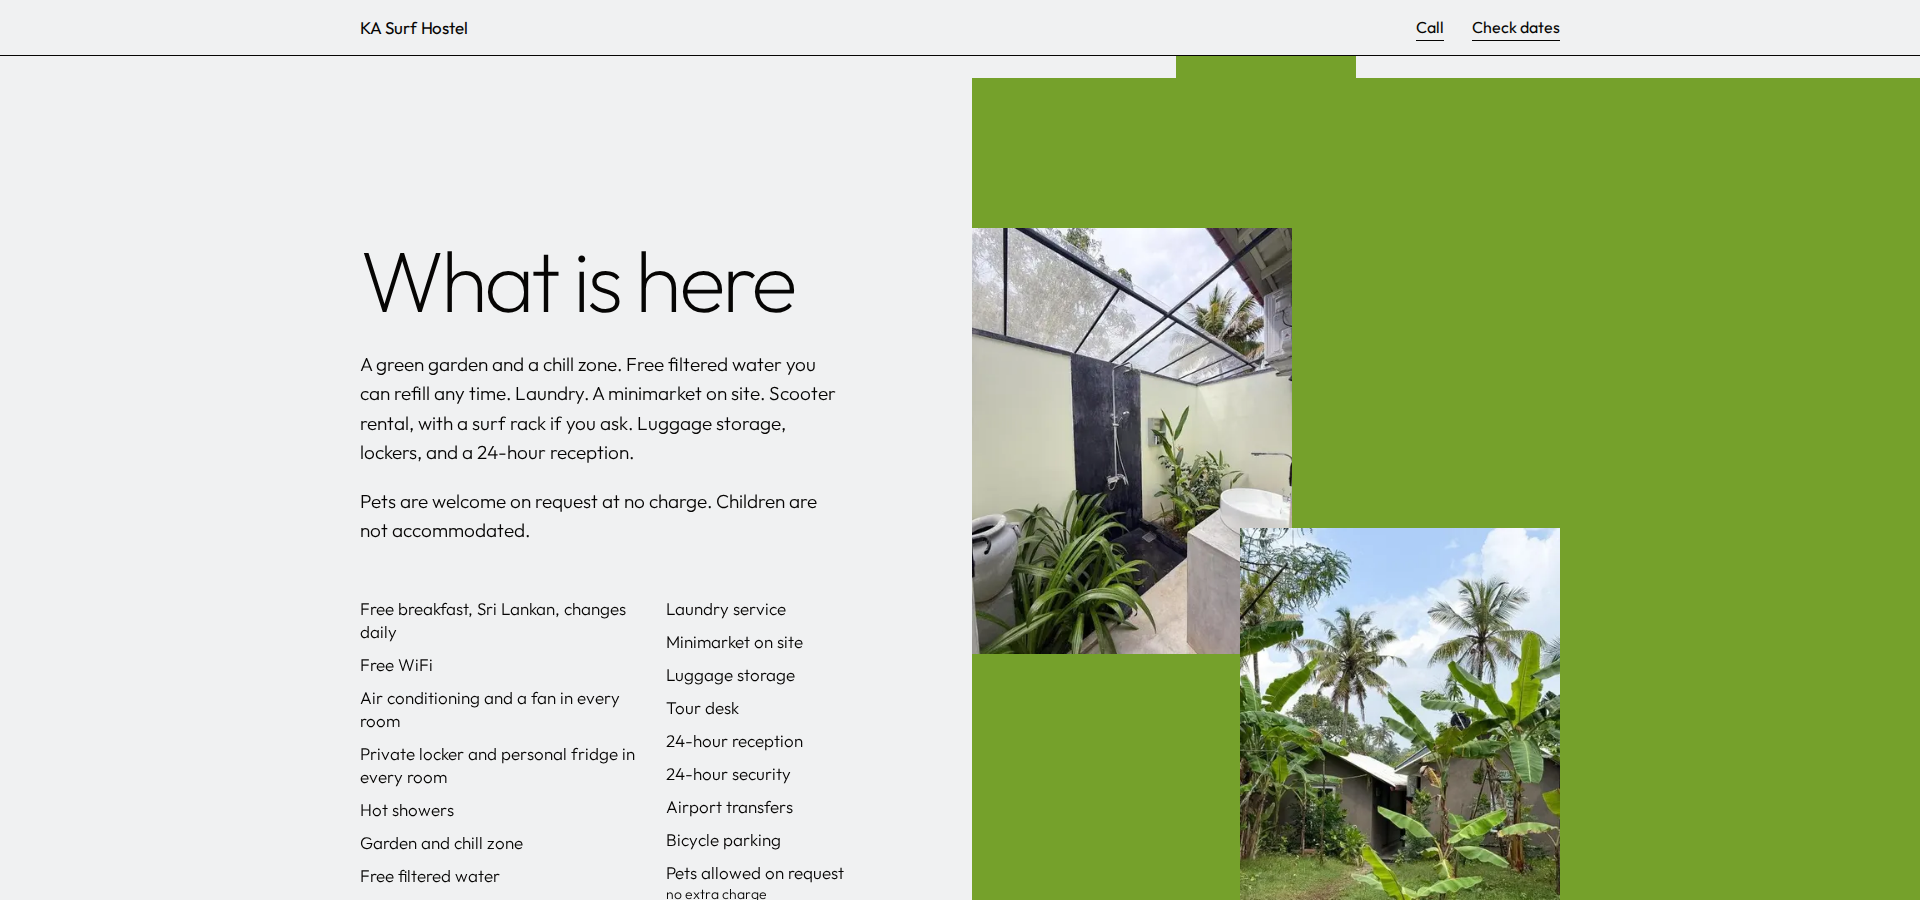 KA Surf Hostel
Call
Check dates
What is here
A green garden and a chill zone. Free filtered water you
can refill any time. Laundry. A minimarket on site. Scooter
rental, with a surf rack if you ask. Luggage storage,
lockers, and a 24-hour reception.
Pets are welcome on request at no charge. Children are
not accommodated.
Free breakfast, Sri Lankan, changes
daily
Free WiFi
Air conditioning and a fan in every
room
Private locker and personal fridge in
every room
Hot showers
Garden and chill zone
Free filtered water
Laundry service
Minimarket on site
Luggage storage
Tour desk
24-hour reception
24-hour security
Airport transfers
Bicycle parking
Pets allowed on request
no extra charge